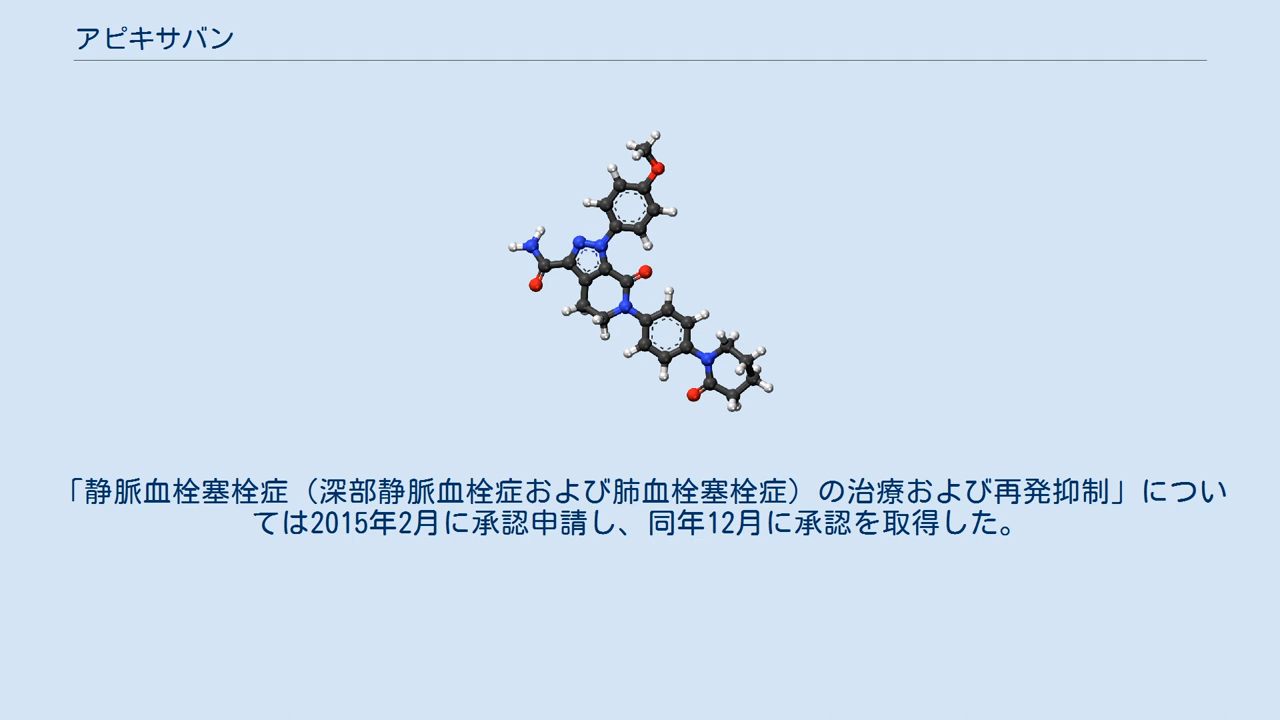 アピキサバン
「静脈血栓塞栓症（深部静脈血栓症および肺血栓塞栓症）の治療および再発抑制」につい
ては2015年2月に承認申請し、同年12月に承認を取得した。